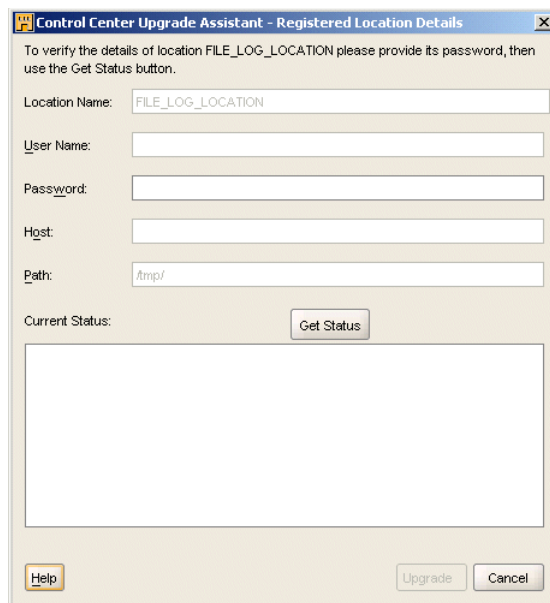 Control Center Upgrade Assistant - Registered Location Details
To verify the details of location FILE_LOG_LOCATION please provide its password, then
use the Get Status button.
Location Name: FILE_LOG_LOCATION
User Name:
Password:
Host:
Path: /tmp/
Current Status: Get Status
Help Upgrade Cancel